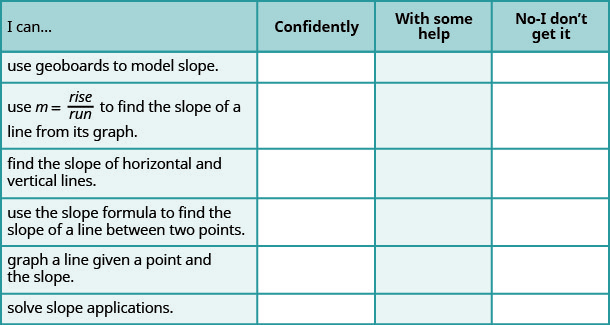 I can... Confidently With some help No-I don't get it
use geoboards to model slope.
use m = rise/run to find the slope of a
line from its graph.
find the slope of horizontal and
vertical lines.
use the slope formula to find the
slope of a line between two points.
graph a line given a point and
the slope.
solve slope applications.